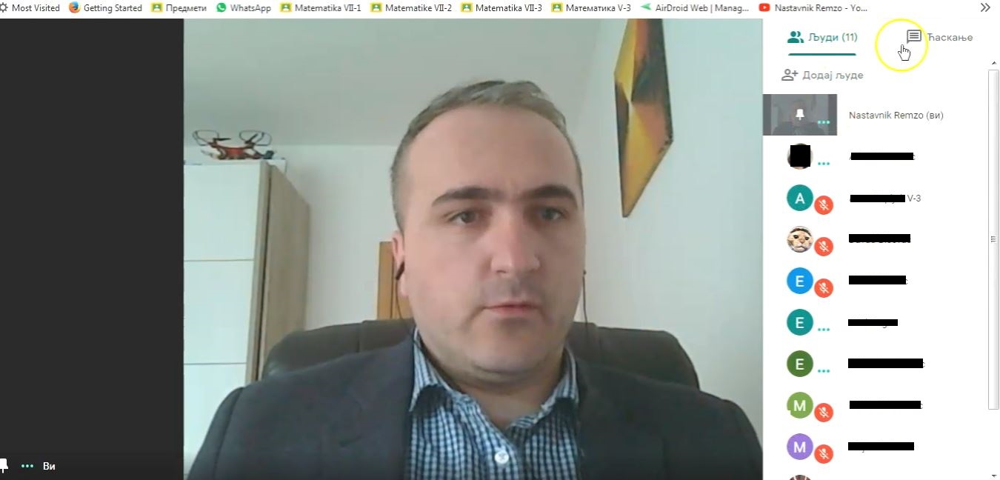 Most Visited Getting Started Предмети WhatsApp Matematika VII-1 Matematike VII-2 Matematika VII-3 Математика V-3 AirDroid Web | Manag... Nastavnik Remzo - Yo...
Људи (11) Ћаскање
Додај људе
Nastavnik Remzo (ви)
A V-3
E
E
E
M
M
Ви